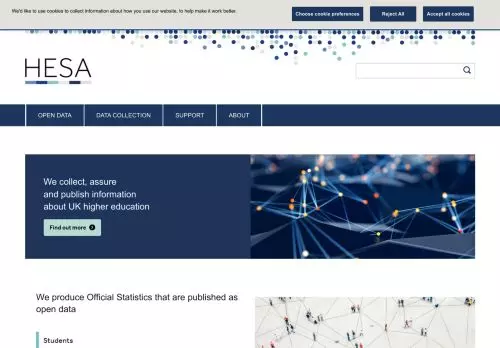 We'd like to use cookies to collect information about how you use our website, to help make it work better.
Choose cookie preferences
Reject All
Accept all cookies
HESA
OPEN DATA
DATA COLLECTION
SUPPORT
ABOUT
We collect, assure
and publish information
about UK higher education
Find out more
We produce Official Statistics that are published as
open data
Students